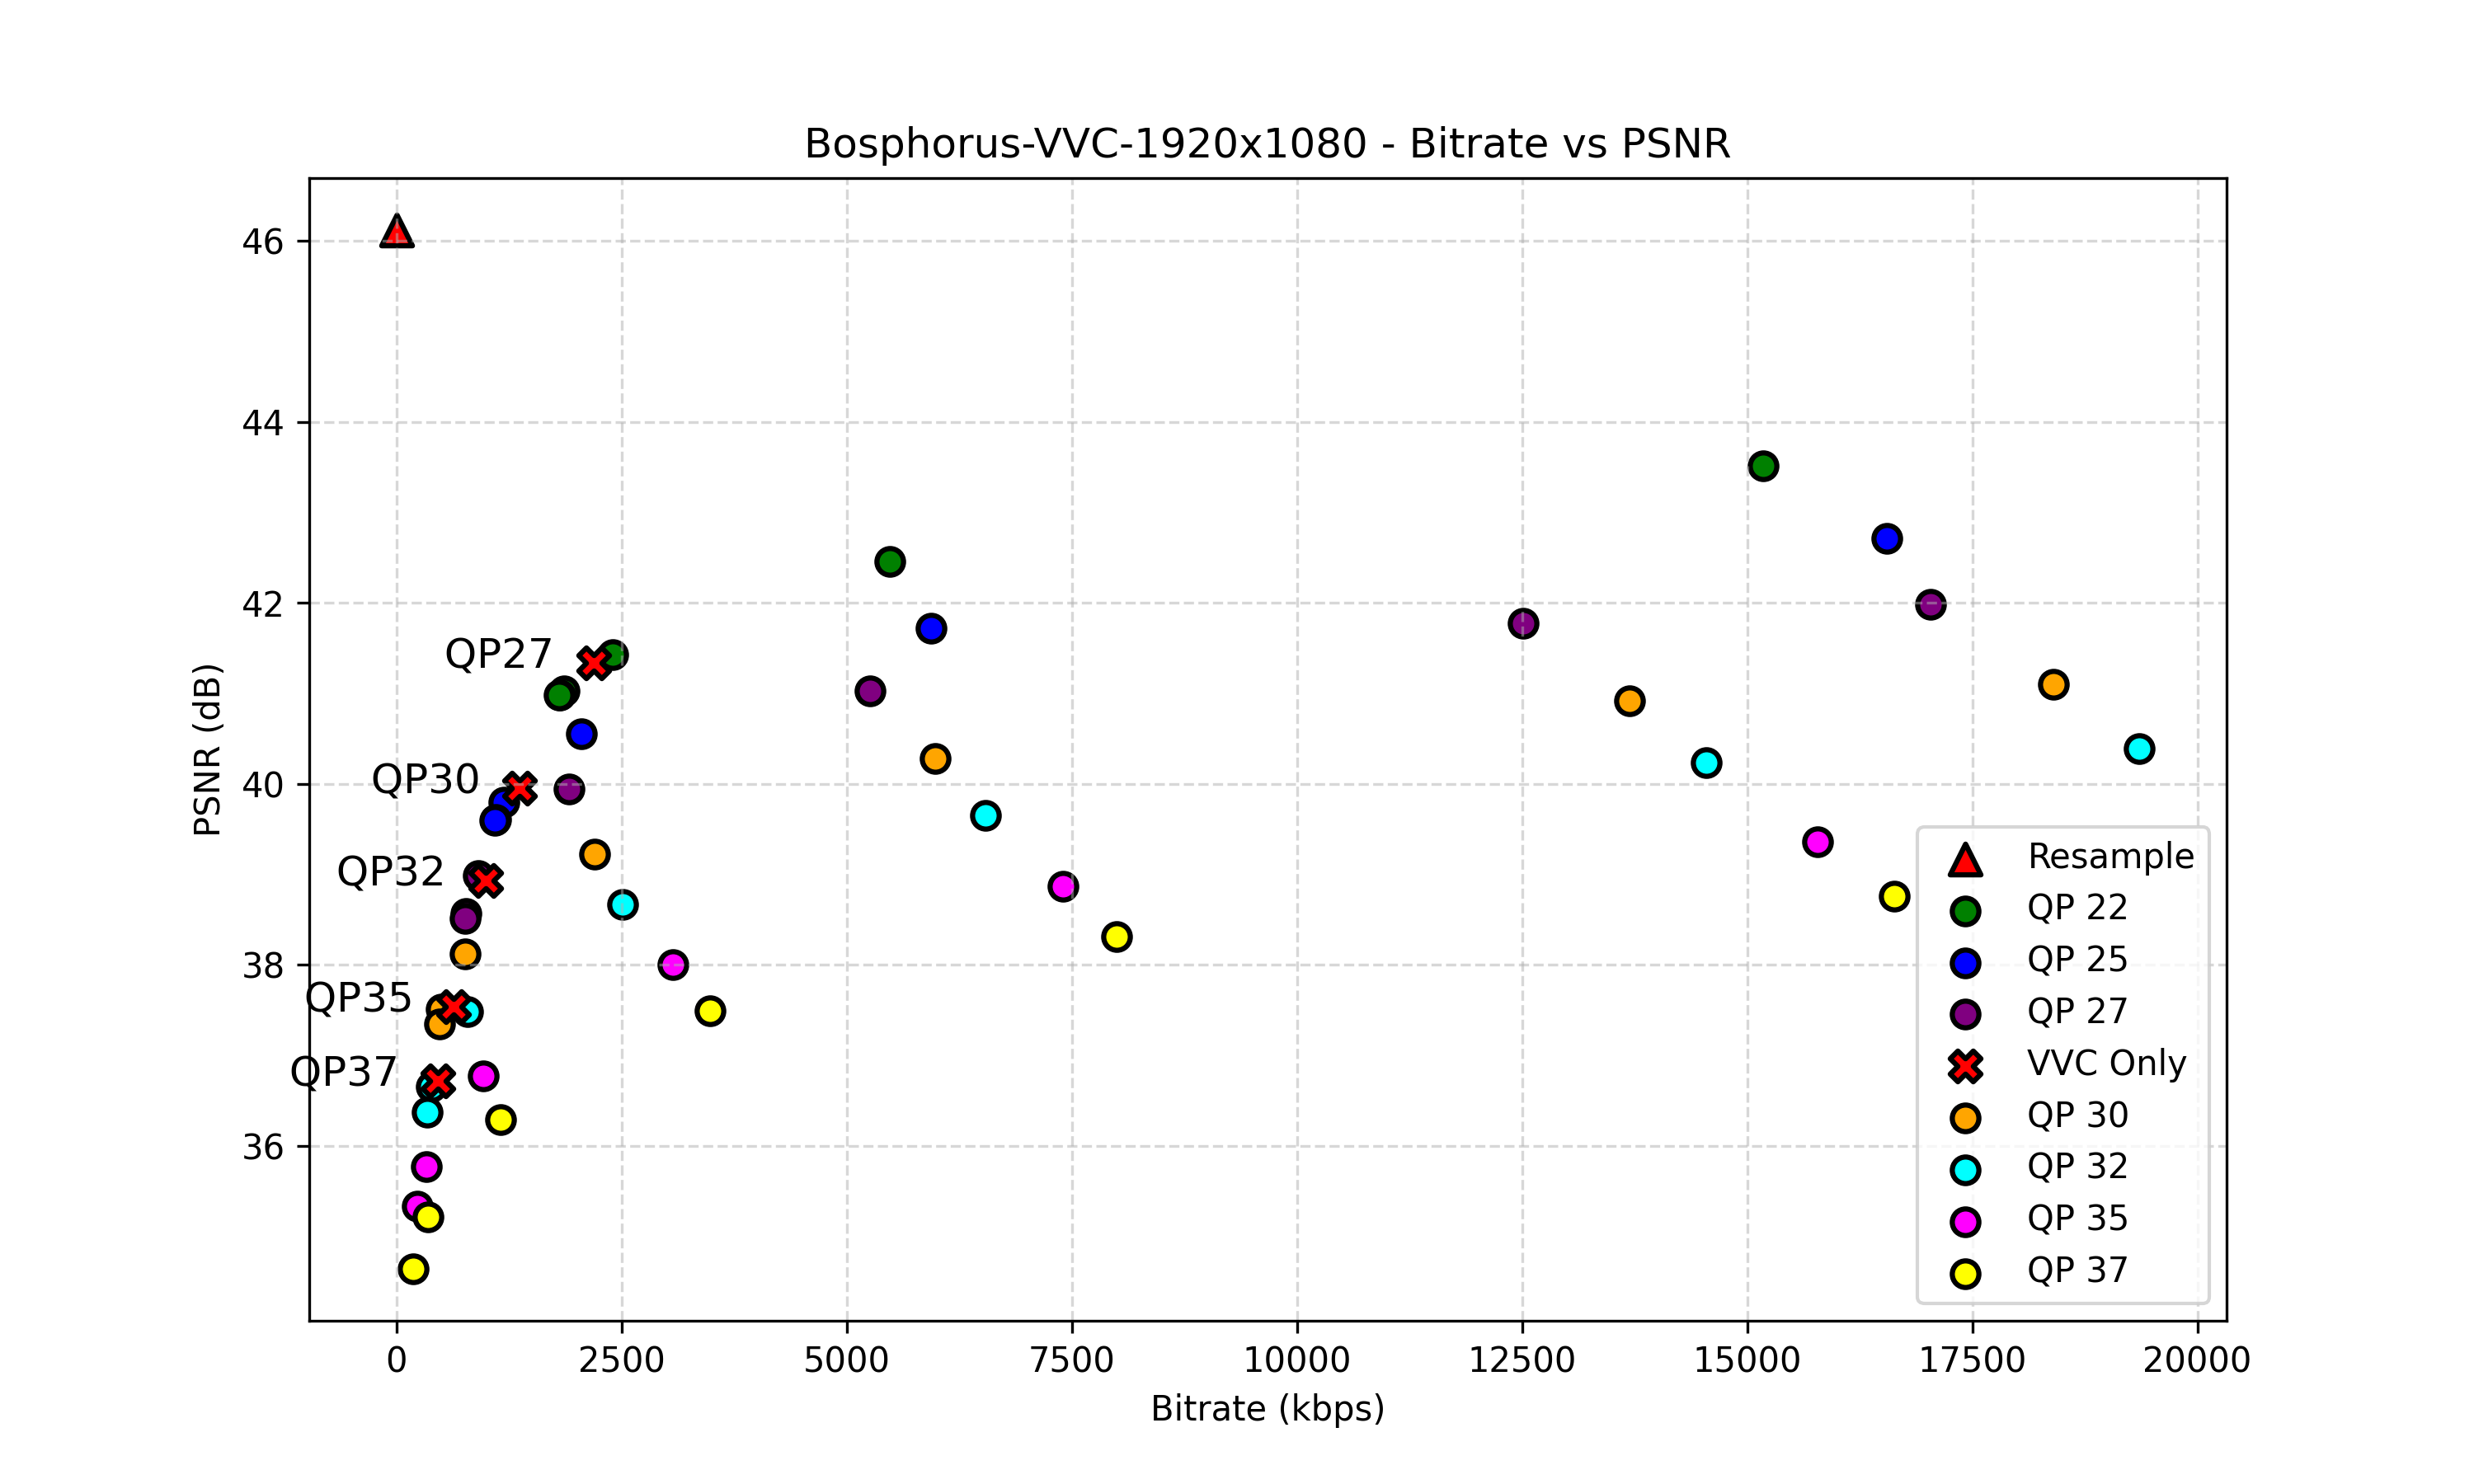 Bosphorus-VVC-1920x1080 - Bitrate vs PSNR
PSNR (dB)
46
44
42
40
38
36
QP27
QP30
QP32
QP35
QP37
Resample
QP 22
QP 25
QP 27
VVC Only
QP 30
QP 32
QP 35
QP 37
0 2500 5000 7500 10000 12500 15000 17500 20000
Bitrate (kbps)